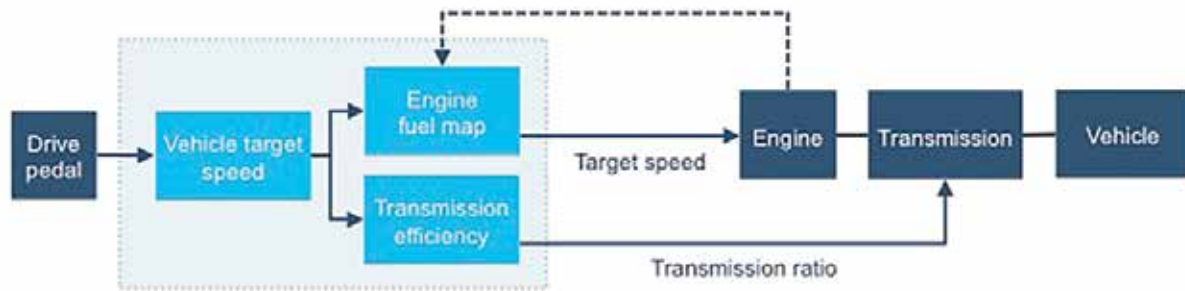 Drive
pedal
Vehicle target
speed
Engine
fuel map
Transmission
efficiency
Target speed
Transmission ratio
Engine
Transmission
Vehicle